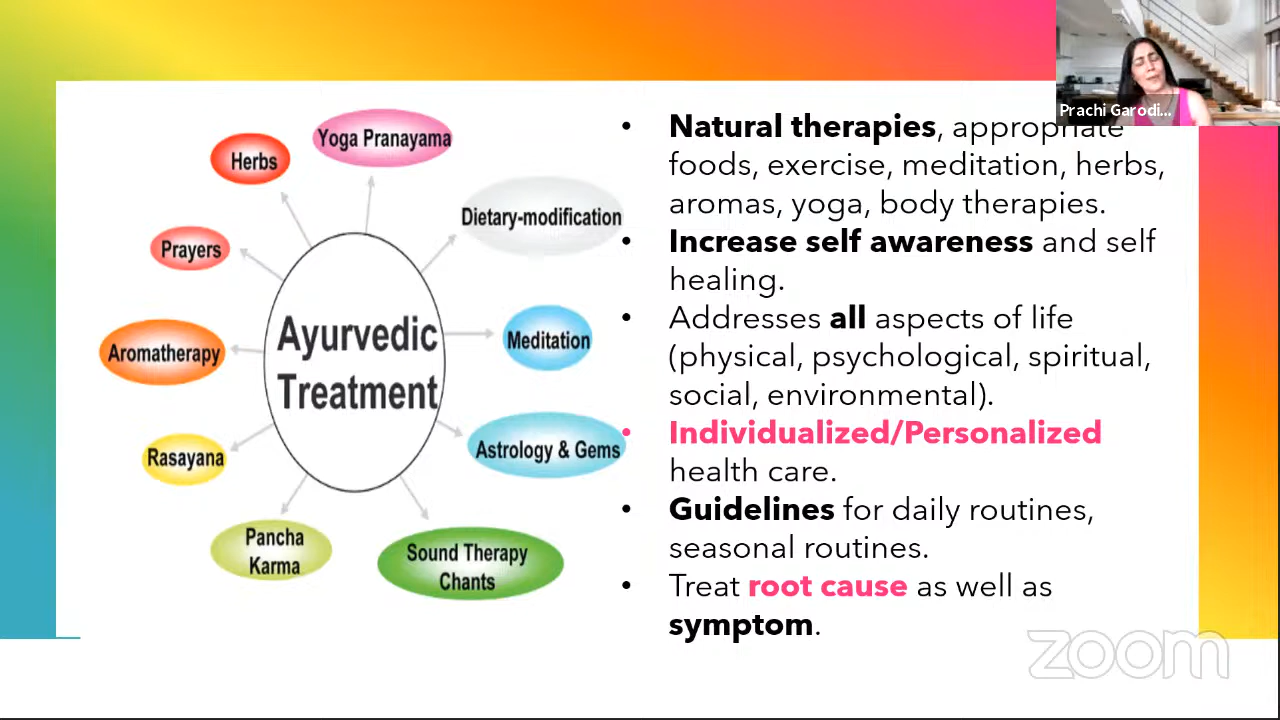 Prachi Garodi...
Yoga Pranayama
Herbs
Dietary-modification
Prayers
Ayurvedic
Treatment
Meditation
Aromatherapy
Astrology & Gems
Rasayana
Pancha
Karma
Sound Therapy
Chants
• Natural therapies, appropriate
foods, exercise, meditation, herbs,
aromas, yoga, body therapies.
• Increase self awareness and self
healing.
• Addresses all aspects of life
(physical, psychological, spiritual,
social, environmental).
• Individualized/Personalized
health care.
• Guidelines for daily routines,
seasonal routines.
• Treat root cause as well as
symptom.
zoom